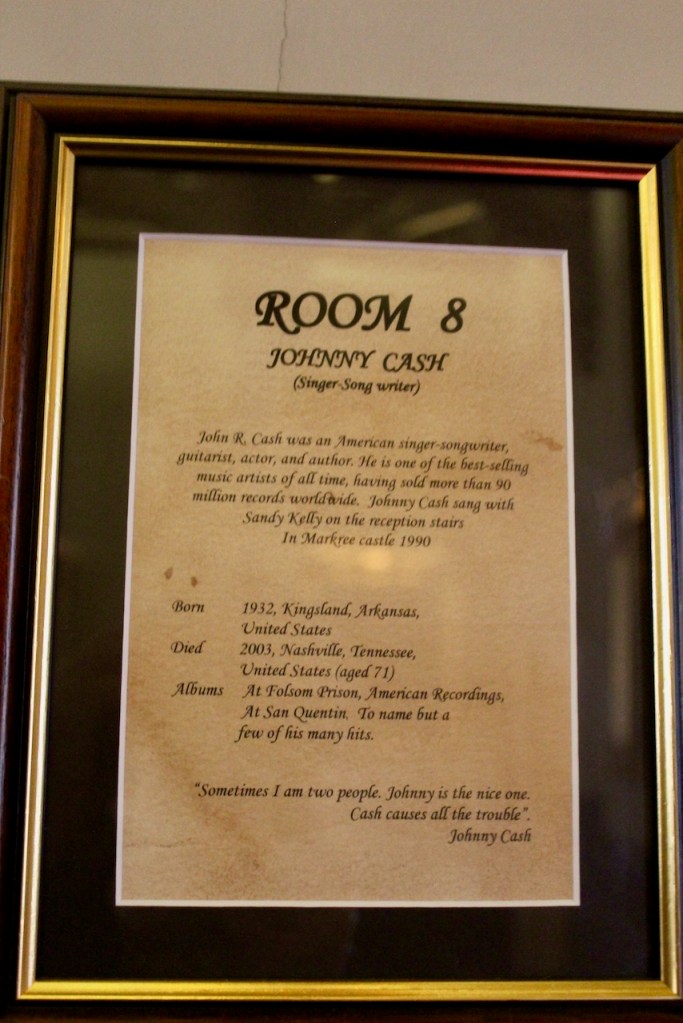 ROOM 8
JOHNNY CASH
(Singer-Song writer)
John R. Cash was an American singer-songwriter,
guitarist, actor, and author. He is one of the best-selling
music artists of all time, having sold more than 90
million records worldwide. Johnny Cash sang with
Sandy Kelly on the reception stairs
In Markree castle 1990
Born 1932, Kingsland, Arkansas,
United States
Died 2003, Nashville, Tennessee,
United States (aged 71)
Albums At Folsom Prison, American Recordings,
At San Quentin. To name but a
few of his many hits.
"Sometimes I am two people. Johnny is the nice one.
Cash causes all the trouble".
Johnny Cash